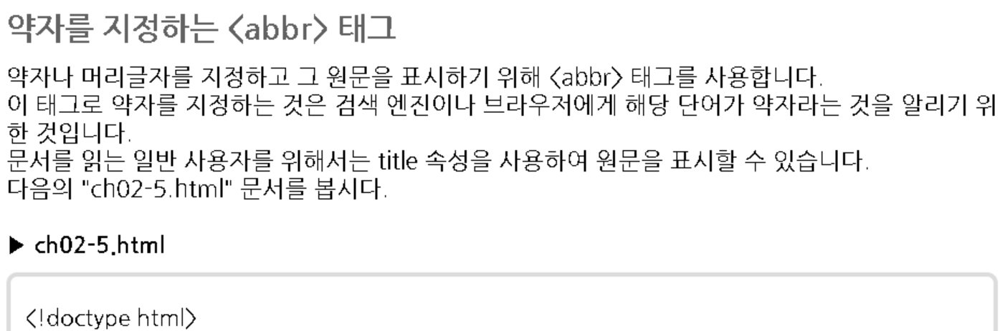 약자를 지정하는 〈abbr〉 태그
약자나 머리글자를 지정하고 그 원문을 표시하기 위해 〈abbr〉 태그를 사용합니다.
이 태그로 약자를 지정하는 것은 검색 엔진이나 브라우저에게 해당 단어가 약자라는 것을 알리기 위
한 것입니다.
문서를 읽는 일반 사용자를 위해서는 title 속성을 사용하여 원문을 표시할 수 있습니다.
다음의 "ch02-5.html" 문서를 봅시다.
▶ ch02-5.html
〈!doctype html〉